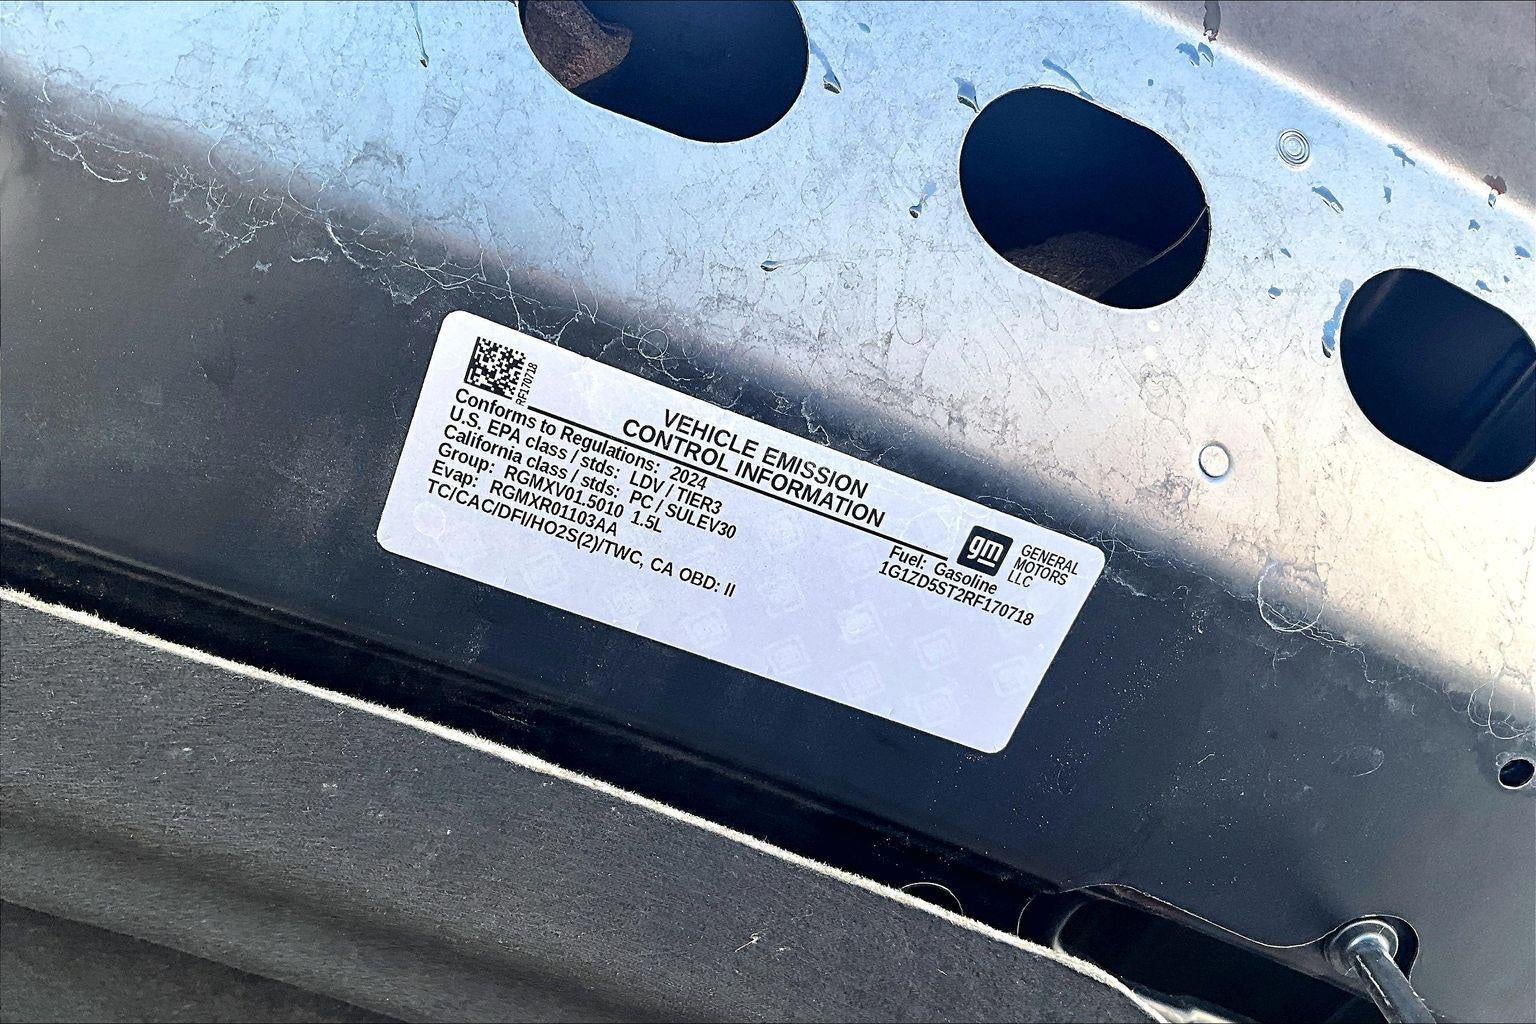 RF170718
VEHICLE EMISSION
CONTROL INFORMATION
Conforms to Regulations: 2024
U.S. EPA class / stds: LDV / TIER3
California class / stds: PC / SULEV30
Group: RGMXV01.5010 1.5L
Evap: RGMXR01103AA
TC/CAC/DFI/HO2S(2)/TWC, CA OBD: II
gm
GENERAL
MOTORS
LLC
Fuel: Gasoline
1G1ZD5ST2RF170718